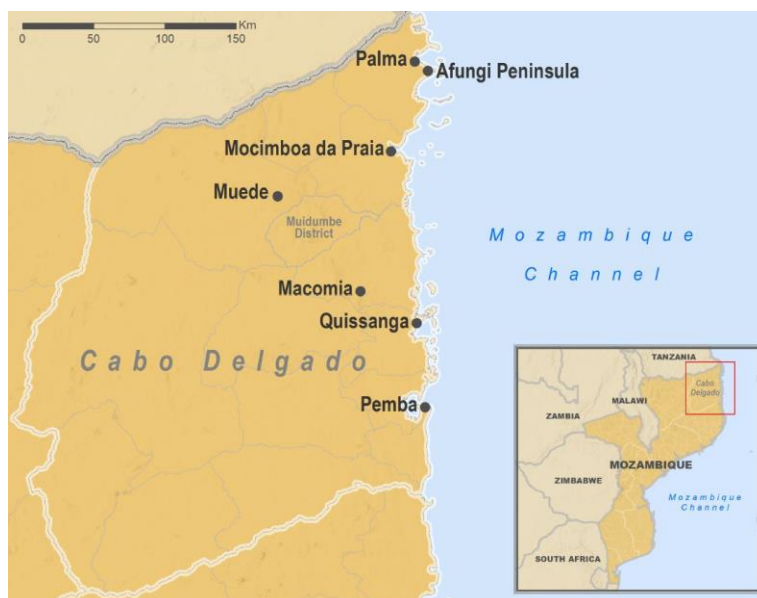 Km
0 50 100 150
Palma
Afungi Peninsula
Mocimboa da Praia
Muede
Muidumbe
District
Mozambique
Channel
Macomia
Quissanga
Cabo Delgado
Pemba
TANZANIA
Cabo
Delgado
MALAWI
ZAMBIA
MOZAMBIQUE
ZIMBABWE
Mozambique
Channel
SOUTH AFRICA